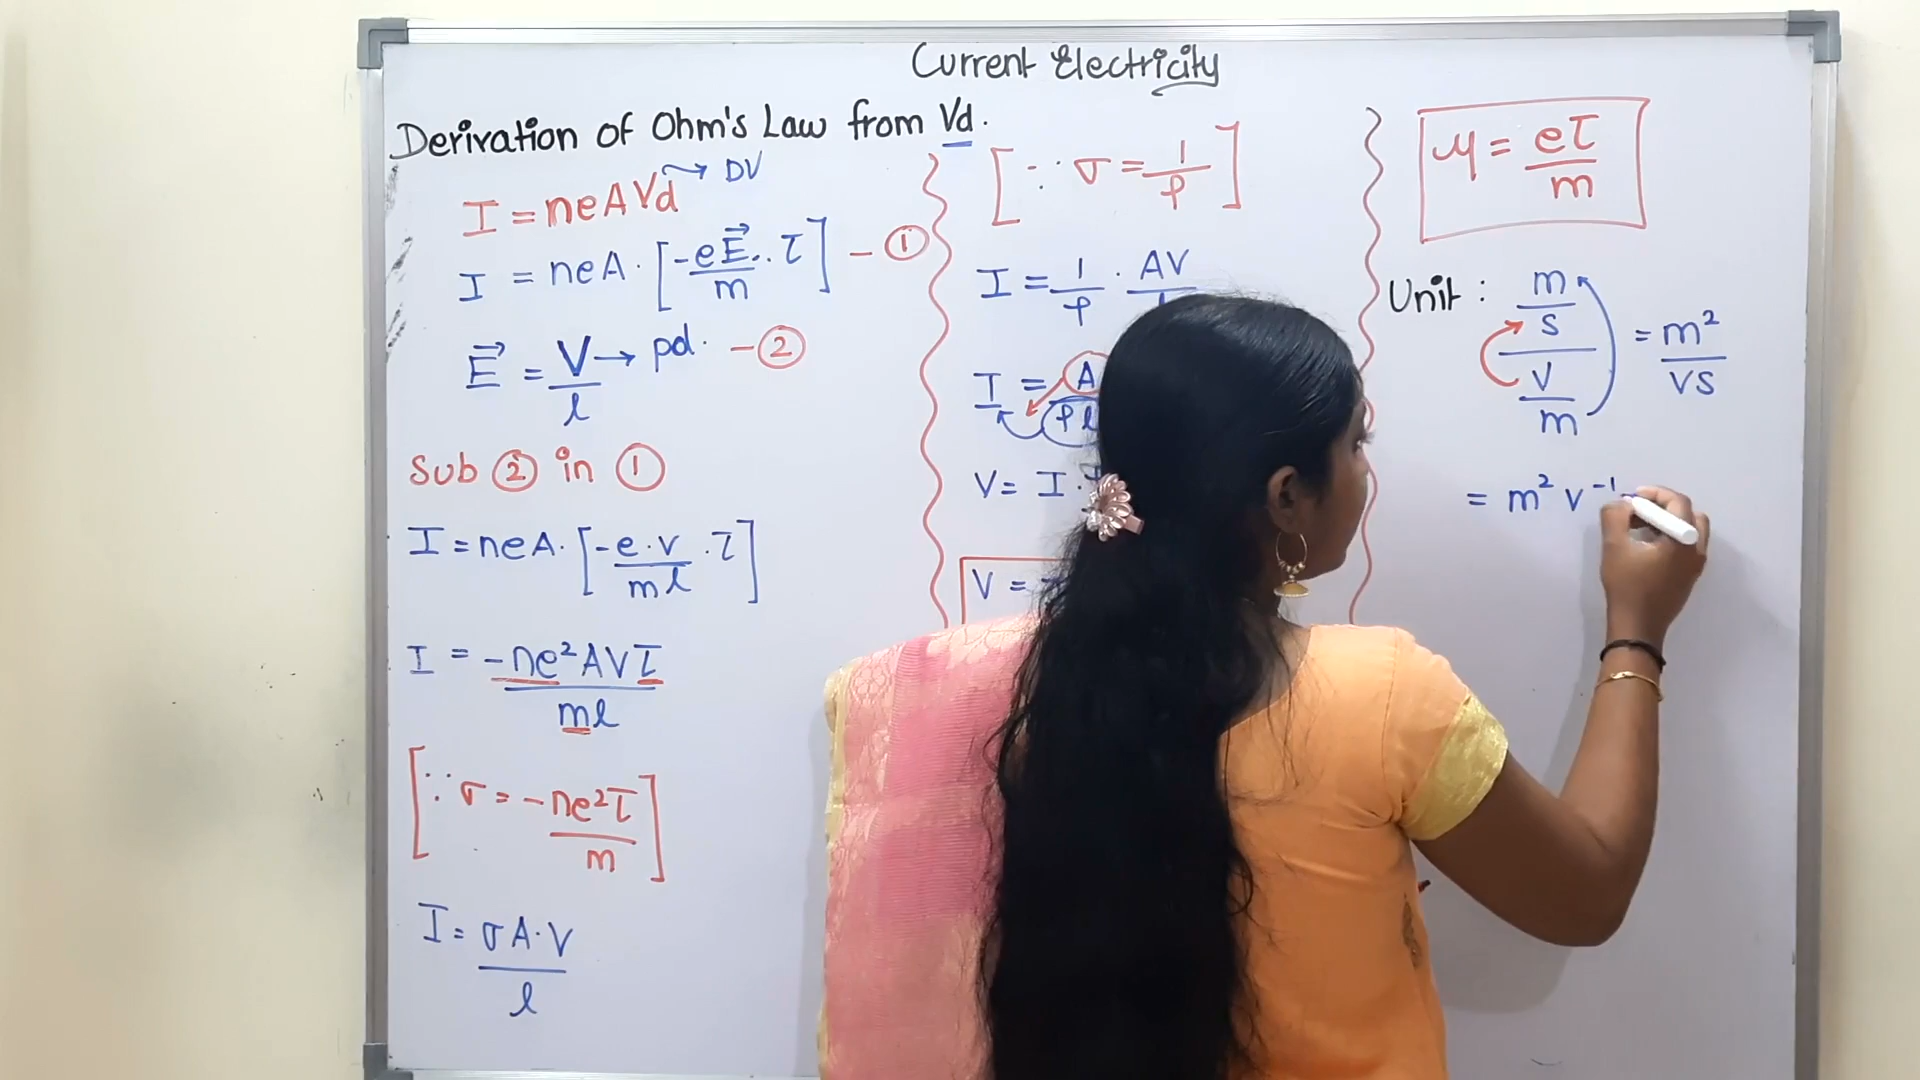 Current Electricity
Derivation of Ohm's Law from Vd.
I = neAVd → DV
I = neA · [-eE⃗/m · τ] — ①
E⃗ = V/l → pd. — ②
Sub ② in ①
I = neA · [-e·v/ml · τ]
I = -ne²AVτ/ml
[∵ σ = -ne²τ/m]
I = σA·V/l
[∵ σ = 1/ρ]
I = 1/ρ · AV
I = A
ρl
V = I ·
V =
μ = eτ/m
Unit : m/s / V/m = m²/VS
= m² v⁻¹